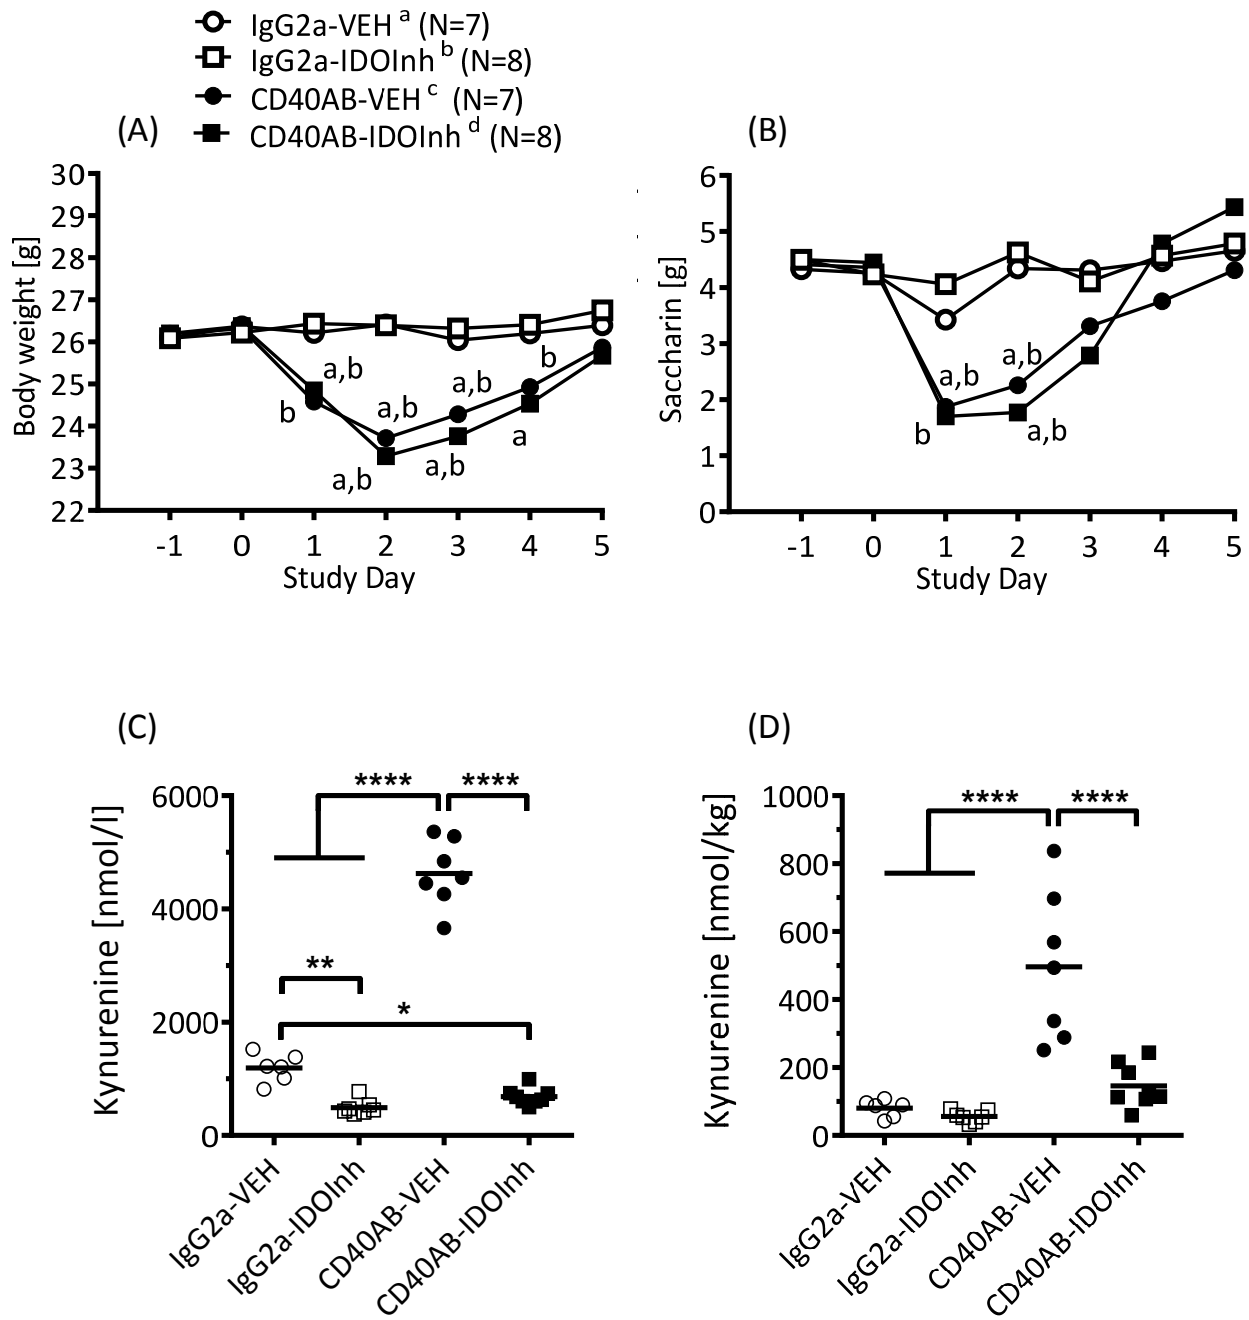 IgG2a-VEH a (N=7)
IgG2a-IDOInh b (N=8)
CD40AB-VEH c (N=7)
CD40AB-IDOInh d (N=8)
(A)
Body weight [g]
30
29
28
27
26
25
24
23
22
a,b
b
a,b
a,b
a,b
a,b
b
a
-1 0 1 2 3 4 5
Study Day
(B)
Saccharin [g]
6
5
4
3
2
1
0
a,b
b
a,b
a,b
-1 0 1 2 3 4 5
Study Day
(C)
Kynurenine [nmol/l]
6000
4000
2000
0
**** ****
**
*
IgG2a-VEH
IgG2a-IDOInh
CD40AB-VEH
CD40AB-IDOInh
(D)
Kynurenine [nmol/kg]
1000
800
600
400
200
0
**** ****
IgG2a-VEH
IgG2a-IDOInh
CD40AB-VEH
CD40AB-IDOInh